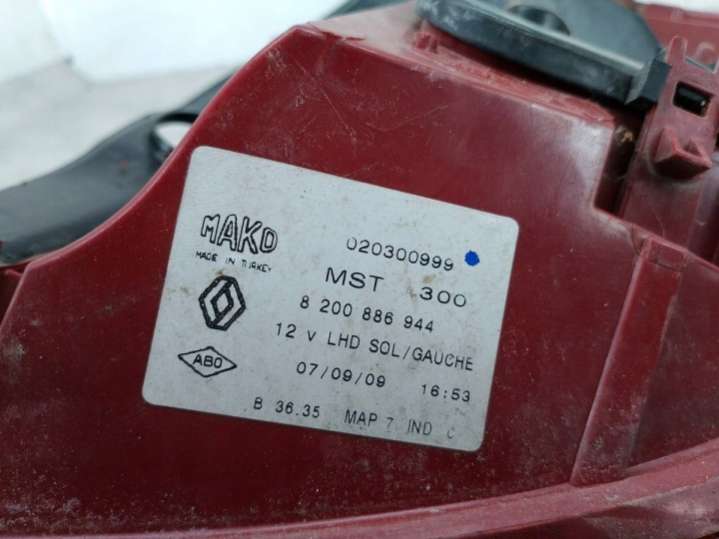 MAKO
MADE IN TURKEY
020300999
MST 300
8 200 886 944
12 v LHD SOL/GAUCHE
ABO
07/09/09 16:53
B 36.35 MAP 7 IND C